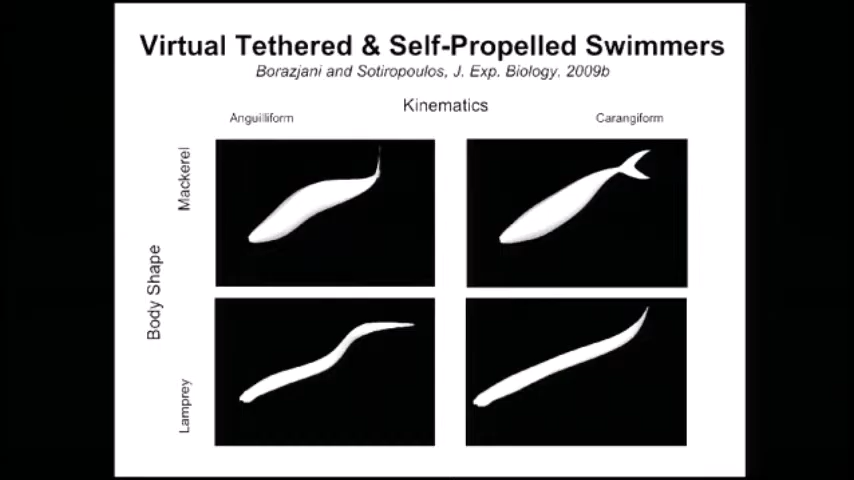 Virtual Tethered & Self-Propelled Swimmers
Borazjani and Sotiropoulos, J. Exp. Biology, 2009b
Kinematics
Anguilliform
Carangiform
Mackerel
Body Shape
Lamprey